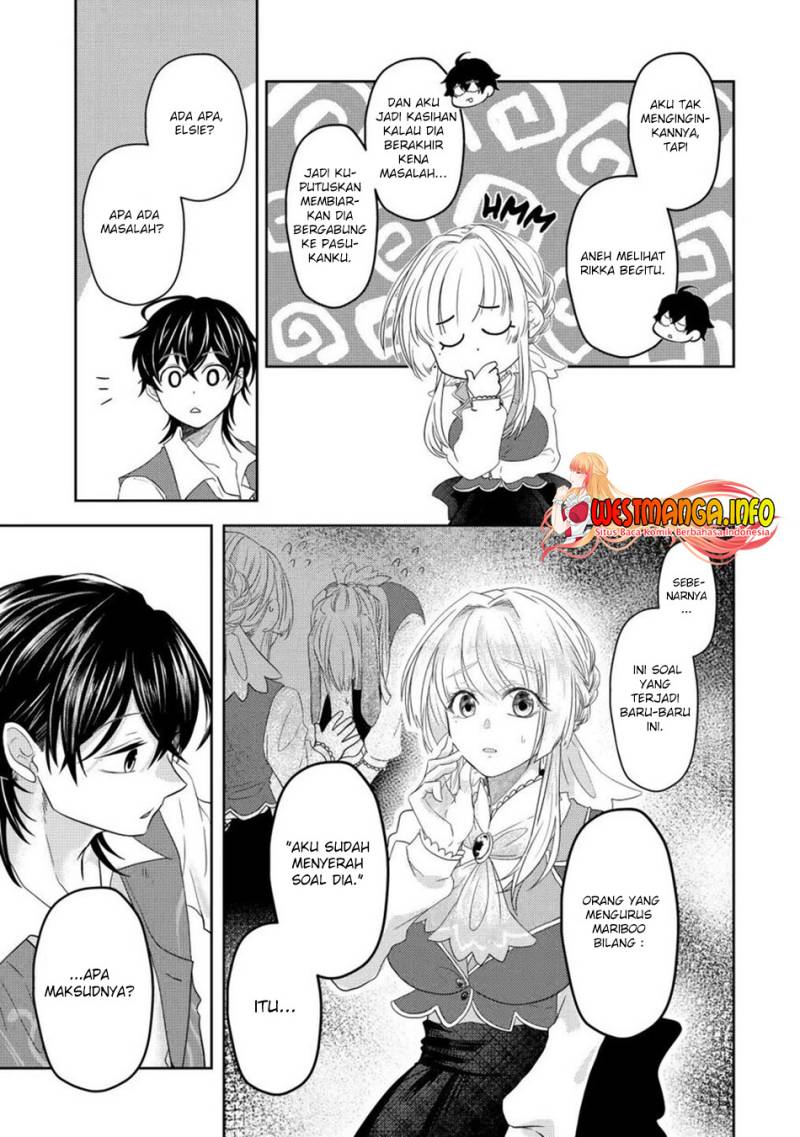 AKU TAK
MENGINGIN-
KANNYA,
TAPI
ANEH MELIHAT
RIKKA BEGITU.
DAN AKU
JADI KASIHAN
KALAU DIA
BERAKHIR
KENA
MASALAH...
JADI KU-
PUTUSKAN
MEMBIAR-
KAN DIA
BERGABUNG
KE PASU-
KANKU.
HMM
ADA APA,
ELSIE?
APA ADA
MASALAH?
WESTMANGA.INFO
Situs Baca Komik Berbahasa Indonesia
SEBE-
NARNYA
...
INI SOAL
YANG
TERJADI
BARU-BARU
INI.
ORANG YANG
MENGURUS
MARIBOO
BILANG :
"AKU SUDAH
MENYERAH
SOAL DIA."
ITU...
...APA
MAKSUDNYA?